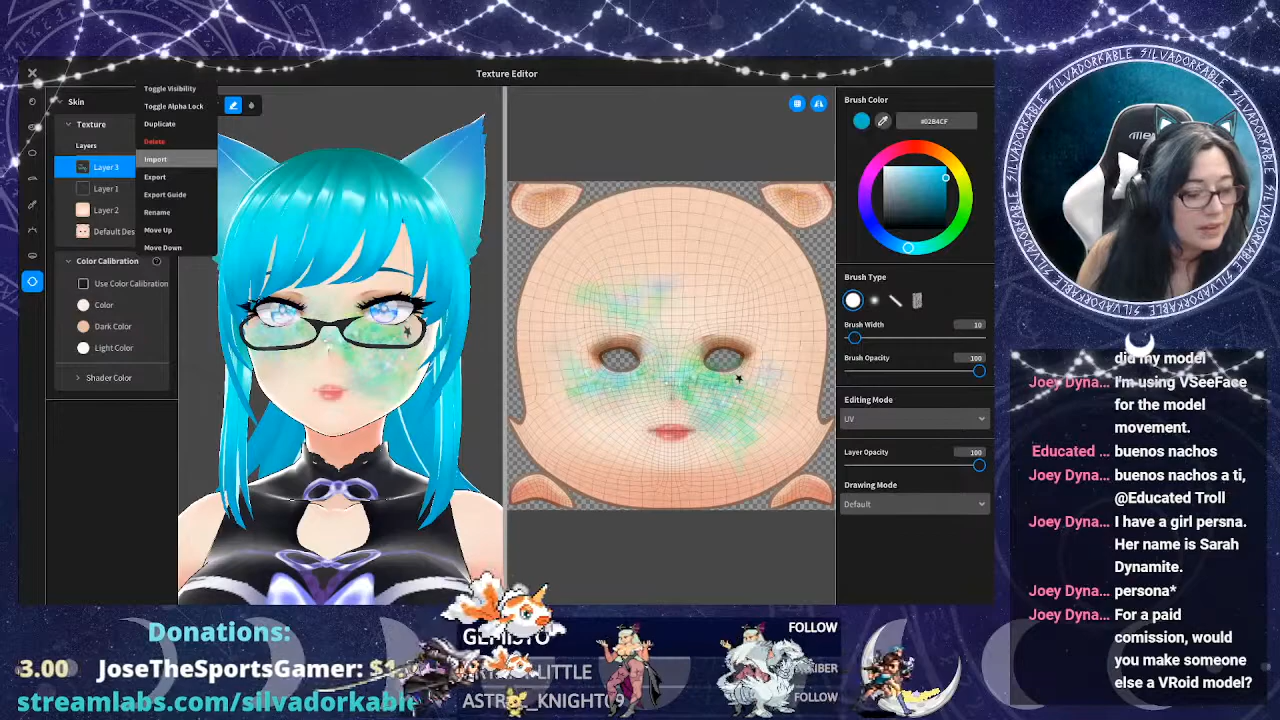 Texture Editor
Skin
Texture
Layers
Layer 3
Layer 1
Layer 2
Default Des
Toggle Visibility
Toggle Alpha Lock
Duplicate
Delete
Import
Export
Export Guide
Rename
Move Up
Move Down
Color Calibration
Use Color Calibration
Color
Dark Color
Light Color
Shader Color
Brush Color
#02B4CF
Brush Type
Brush Width
10
Brush Opacity
100
Editing Mode
UV
Layer Opacity
100
Drawing Mode
Default
SILVADORKABLE
did my model
Joey Dyna... I'm using VSeeFace
for the model
movement.
Educated ... buenos nachos
Joey Dyna... buenos nachos a ti,
@Educated Troll
Joey Dyna... I have a girl persna.
Her name is Sarah
Dynamite.
Joey Dyna... persona*
Joey Dyna... For a paid
comission, would
you make someone
else a VRoid model?
Donations:
3.00 JoseTheSportsGamer: $1.
streamlabs.com/silvadorkable
FOLLOW
LITTLE
FOLLOW